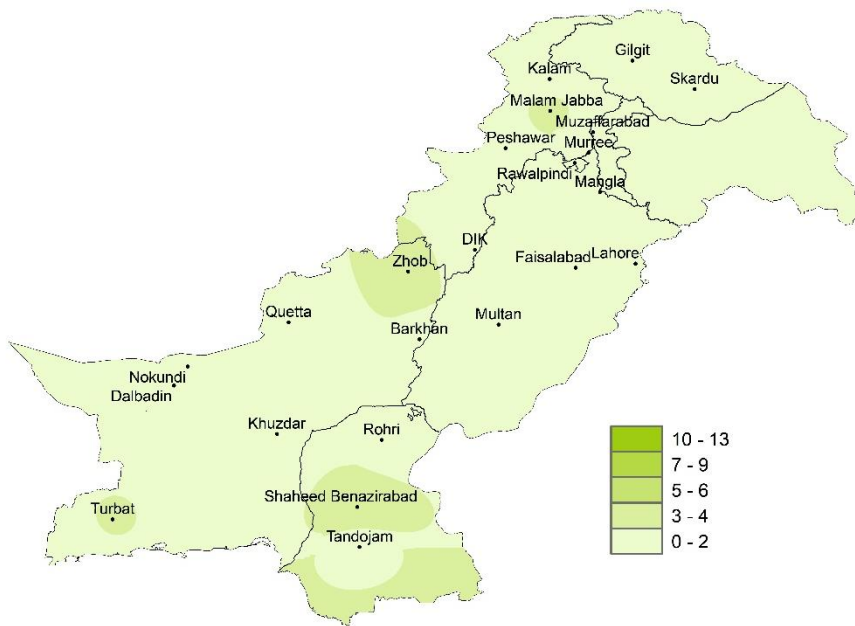 Gilgit
Kalam
Skardu
Malam Jabba
Muzaffarabad
Peshawar
Murree
Rawalpindi
Mangla
DIK
Zhob
Faisalabad
Lahore
Quetta
Multan
Barkhan
Nokundi
Dalbadin
Khuzdar
Rohri
10 - 13
7 - 9
5 - 6
3 - 4
0 - 2
Shaheed Benazirabad
Turbat
Tandojam